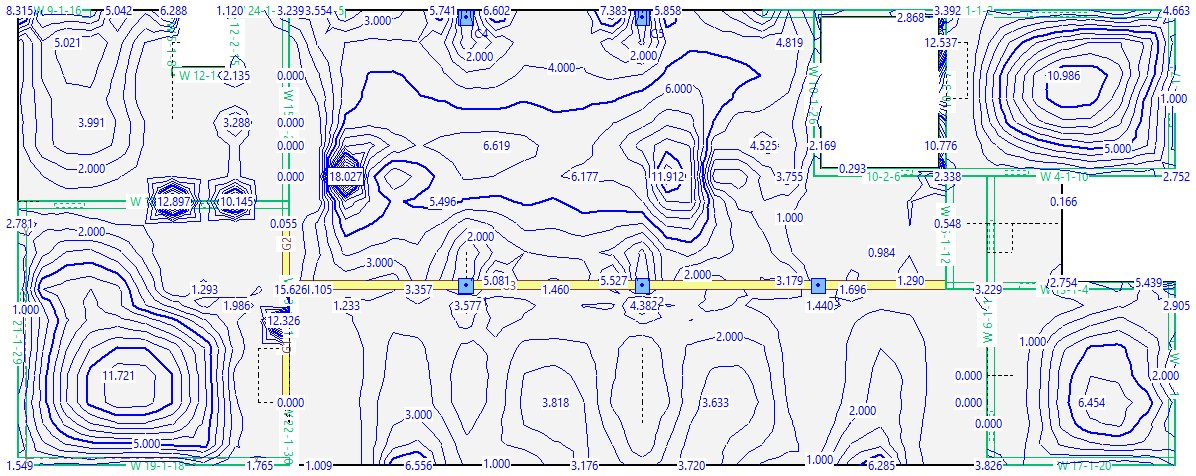 8.315 W 9-1-16 5.042 6.288 1.120 24-1-3.239 3.554 -5 3.000 5.741 6.602 7.383 5.858 2.868 3.392 1-1-2 4.663
C4 C5
5.021 4.819 12.537
2.000 2.000
W 12-1 2.135 0.000 4.000 10.986
6.000 1.000
3.991 3.288 0.000
0.000 6.619 4.525 2.169 10.776 5.000
2.000 0.293
18.027 6.177 11.912 3.755 10-2-6 2.338 W 4-1-10 2.752
0.000
W 1 12.897 10.145 5.496 0.166
2.781 0.055 1.000 0.548
2.000 2.000
G2 0.984
3.000 2.000
1.293 15.626 1.105 3.357 5.081 3 1.460 5.527 3.179 1.696 1.290 3.229 2.754 5.439
1.000 1.986 1.233 3.577 4.382 1.440 2.905
12.326
1.000
11.721 0.000 2.000
0.000 3.818 3.633 0.000 6.454
3.000 2.000
5.000 0.000
1.549 W 19-1-18 1.765 1.009 6.556 1.000 3.176 3.720 1.000 6.285 3.826 W 17-1-20